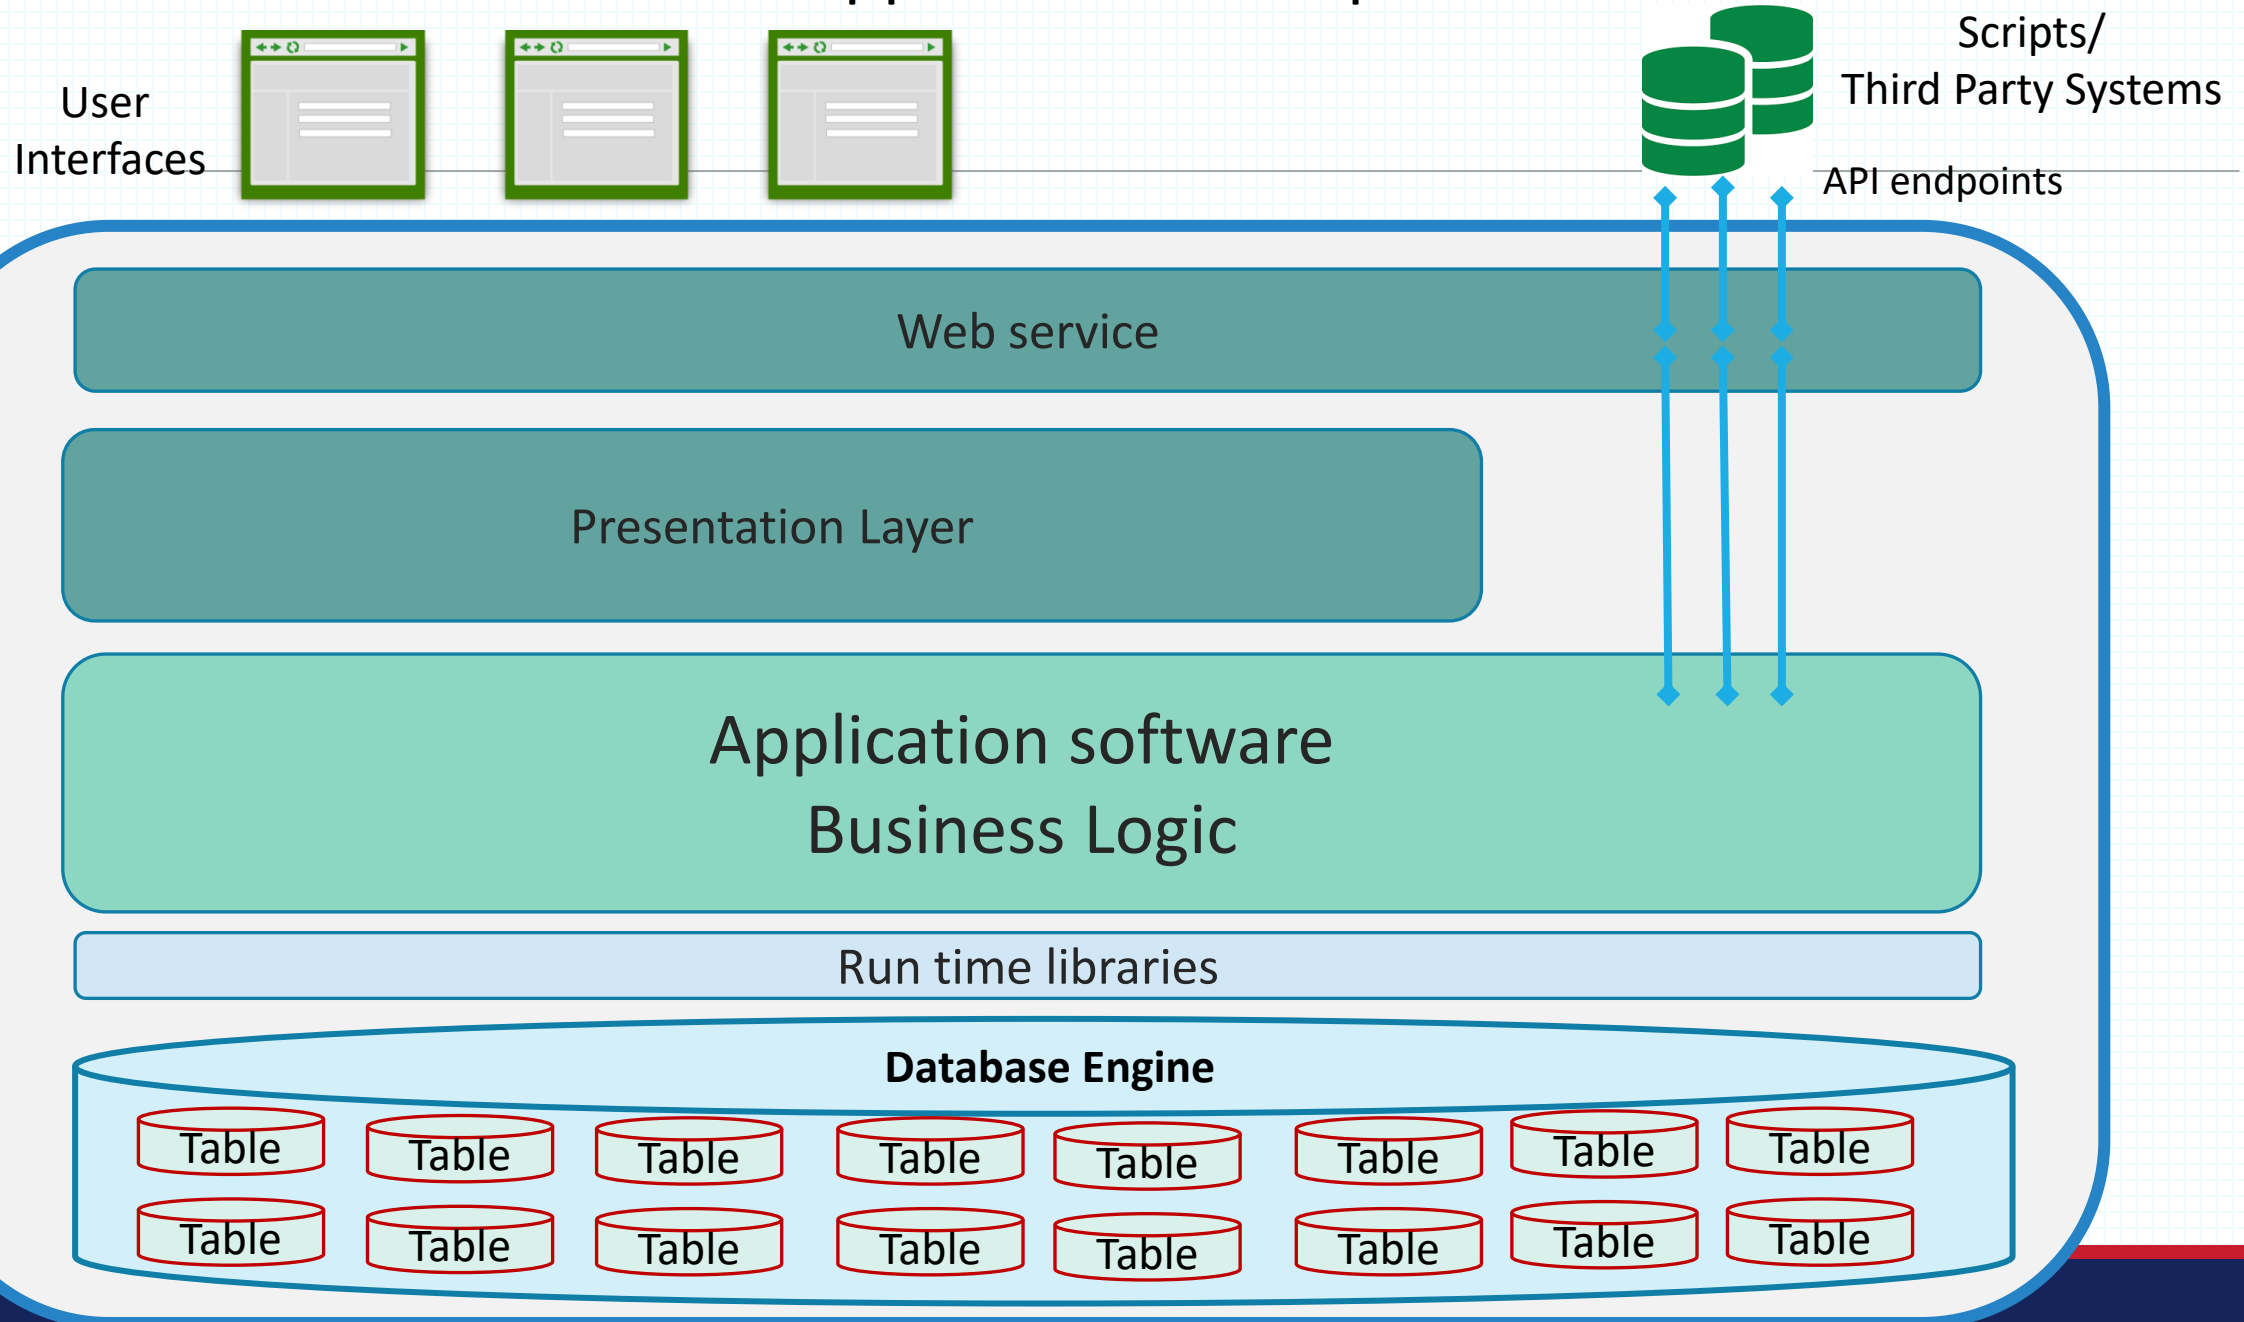 User
Interfaces
Scripts/
Third Party Systems
API endpoints
Web service
Presentation Layer
Application software
Business Logic
Run time libraries
Database Engine
Table Table Table Table Table Table Table Table
Table Table Table Table Table Table Table Table